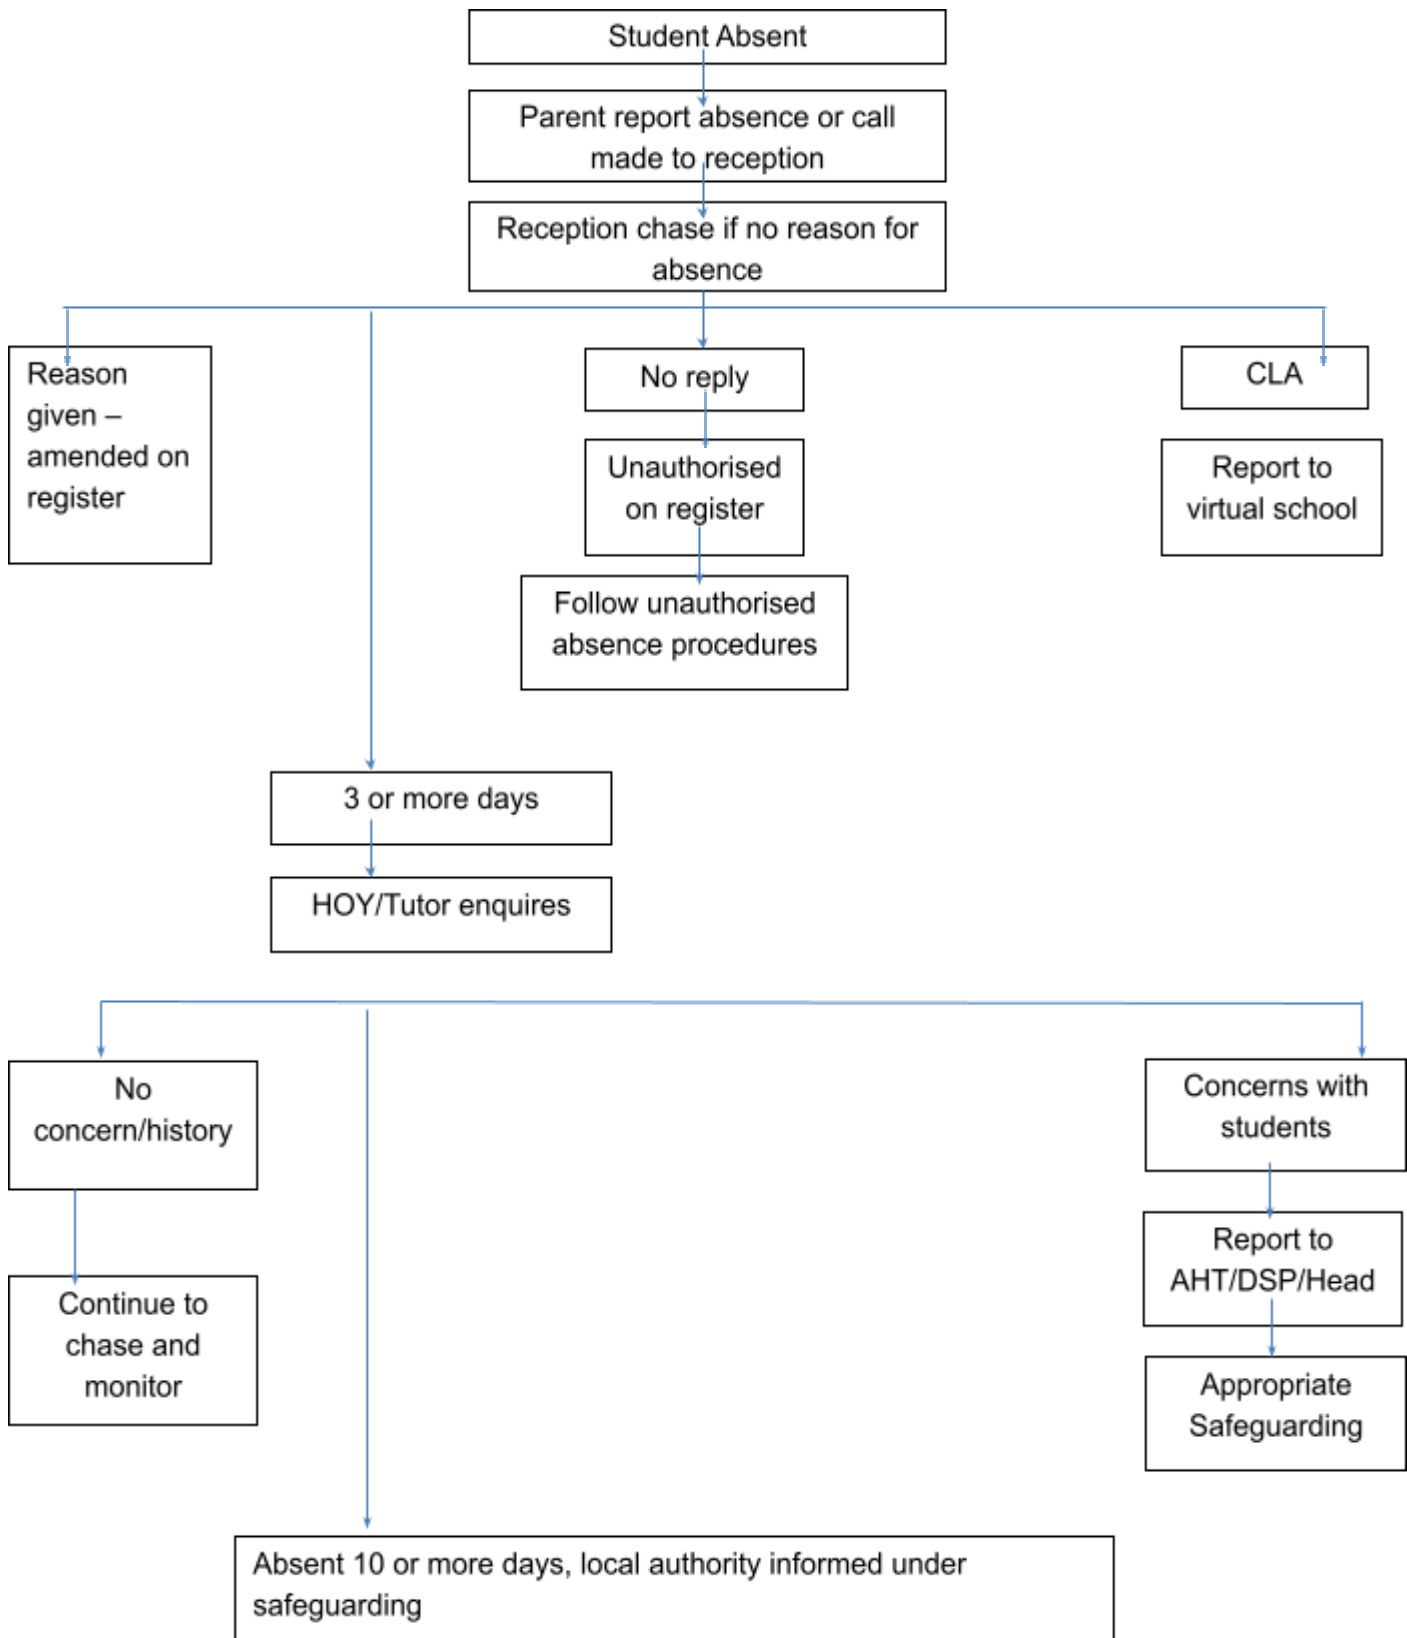 Student Absent
Parent report absence or call
made to reception
Reception chase if no reason for
absence
Reason
given –
amended on
register
No reply
Unauthorised
on register
Follow unauthorised
absence procedures
CLA
Report to
virtual school
3 or more days
HOY/Tutor enquires
No
concern/history
Continue to
chase and
monitor
Concerns with
students
Report to
AHT/DSP/Head
Appropriate
Safeguarding
Absent 10 or more days, local authority informed under
safeguarding